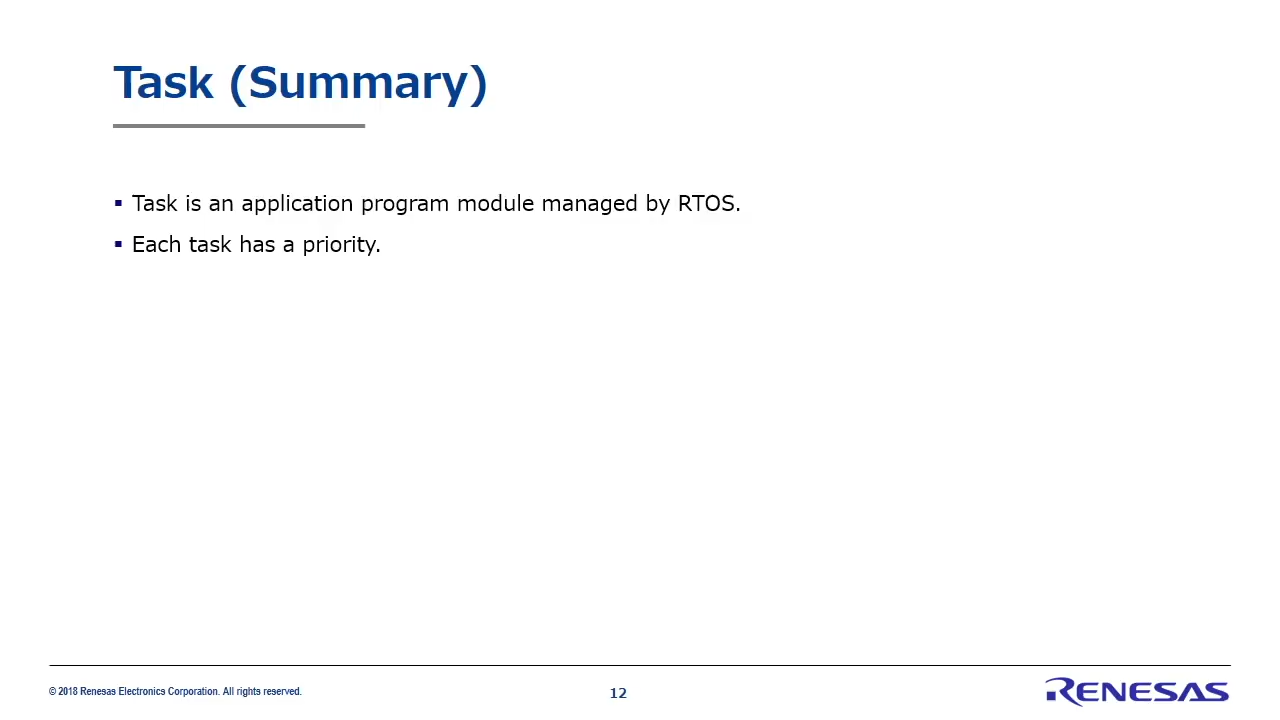 Task (Summary)
▪ Task is an application program module managed by RTOS.
▪ Each task has a priority.
© 2018 Renesas Electronics Corporation. All rights reserved.
12
RENESAS